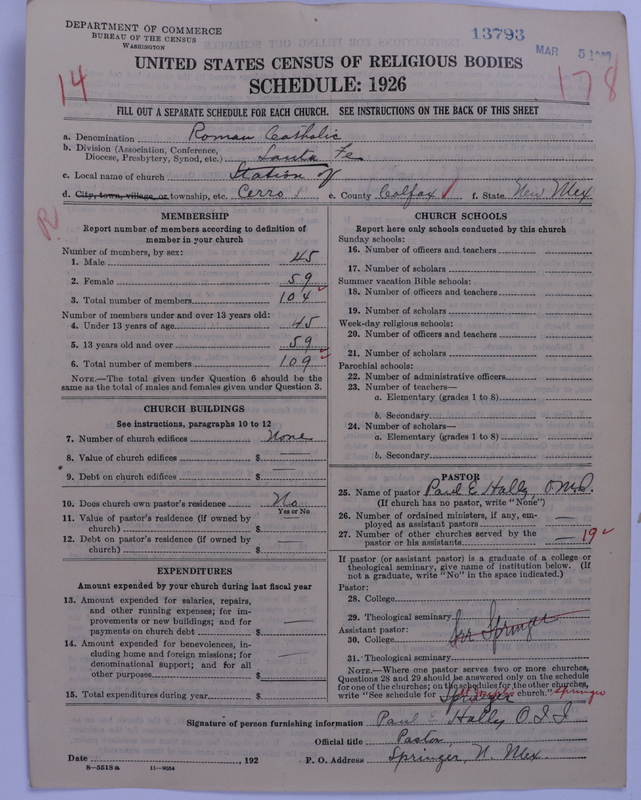 DEPARTMENT OF COMMERCE
BUREAU OF THE CENSUS
WASHINGTON
13793
MAR 5
UNITED STATES CENSUS OF RELIGIOUS BODIES
SCHEDULE: 1926
14
178
FILL OUT A SEPARATE SCHEDULE FOR EACH CHURCH. SEE INSTRUCTIONS ON THE BACK OF THIS SHEET
a. Denomination Roman Catholic
b. Division (Association, Conference,
Diocese, Presbytery, Synod, etc.) Santa Fe
c. Local name of church Station of
d. City, town, village, or township, etc. Cerro e. County Colfax f. State New Mex
R
MEMBERSHIP
Report number of members according to definition of
member in your church
Number of members, by sex:
1. Male 45
2. Female 59
3. Total number of members 104
Number of members under and over 13 years old:
4. Under 13 years of age 45
5. 13 years old and over 59
6. Total number of members 109
NOTE.—The total given under Question 6 should be the
same as the total of males and females given under Question 3.
CHURCH BUILDINGS
See instructions, paragraphs 10 to 12
7. Number of church edifices None
8. Value of church edifices $ —
9. Debt on church edifices $ —
10. Does church own pastor's residence No
Yes or No
11. Value of pastor's residence (if owned by
church) $
12. Debt on pastor's residence (if owned by
church) $
EXPENDITURES
Amount expended by your church during last fiscal year
13. Amount expended for salaries, repairs,
and other running expenses; for im-
provements or new buildings; and for
payments on church debt $ —
14. Amount expended for benevolences, in-
cluding home and foreign missions; for
denominational support; and for all
other purposes $ —
15. Total expenditures during year $
CHURCH SCHOOLS
Report here only schools conducted by this church
Sunday schools:
16. Number of officers and teachers
17. Number of scholars
Summer vacation Bible schools:
18. Number of officers and teachers
19. Number of scholars
Week-day religious schools:
20. Number of officers and teachers
21. Number of scholars
Parochial schools:
22. Number of administrative officers
23. Number of teachers—
a. Elementary (grades 1 to 8)
b. Secondary
24. Number of scholars—
a. Elementary (grades 1 to 8)
b. Secondary
PASTOR
25. Name of pastor Paul E Hally,
(If church has no pastor, write "None")
26. Number of ordained ministers, if any, em-
ployed as assistant pastors —
27. Number of other churches served by the
pastor or his assistants — 19
If pastor (or assistant pastor) is a graduate of a college or
theological seminary, give name of institution below. (If
not a graduate, write "No" in the space indicated.)
Pastor:
28. College
29. Theological seminary
Assistant pastor:
30. College
Springer
31. Theological seminary
NOTE.—Where one pastor serves two or more churches,
Questions 28 and 29 should be answered only on the schedule
for one of the churches; on the schedules for the other churches,
write "See schedule for Springer church." Springer
Signature of person furnishing information Paul E Hally
Official title Pastor
Date , 192 P. O. Address Springer, N. Mex.
8—5518a 11—9254